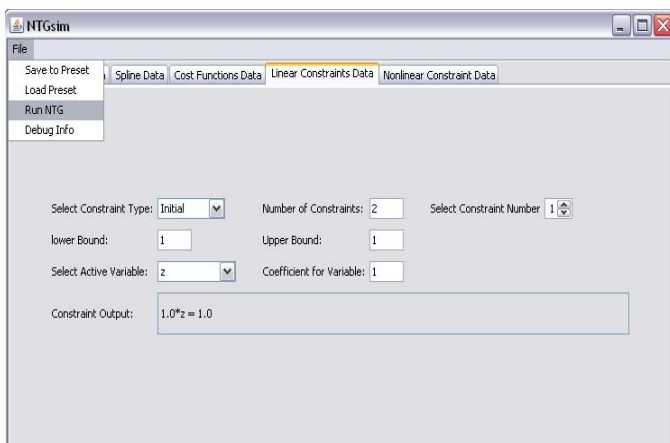 NTGsim
File
Save to Preset
Load Preset
Run NTG
Debug Info
Spline Data
Cost Functions Data
Linear Constraints Data
Nonlinear Constraint Data
Select Constraint Type: Initial
Number of Constraints: 2
Select Constraint Number 1
lower Bound: 1
Upper Bound: 1
Select Active Variable: z
Coefficient for Variable: 1
Constraint Output: 1.0*z = 1.0